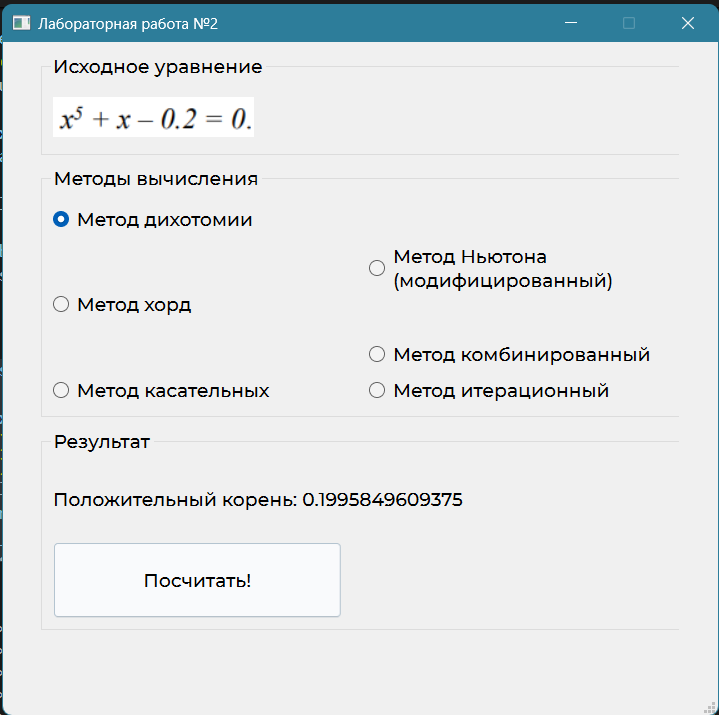 Лабораторная работа №2
Исходное уравнение
x⁵ + x – 0.2 = 0.
Методы вычисления
Метод дихотомии
Метод Ньютона
(модифицированный)
Метод хорд
Метод комбинированный
Метод касательных
Метод итерационный
Результат
Положительный корень: 0.1995849609375
Посчитать!